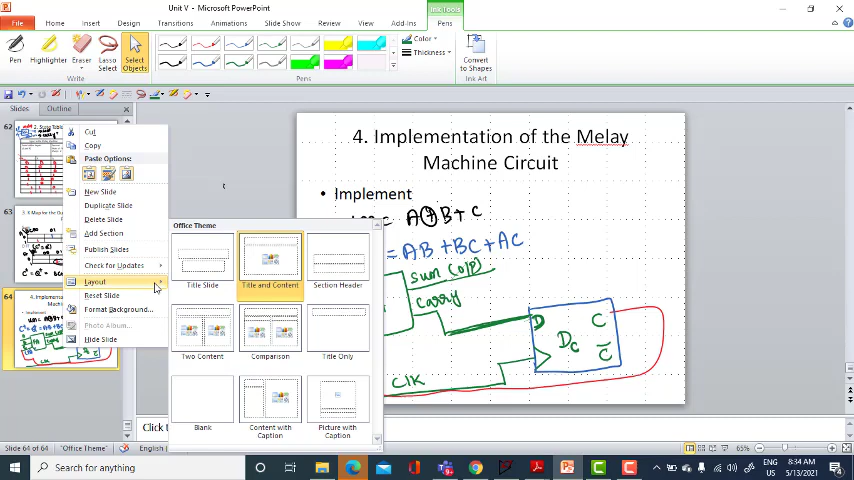 Unit V - Microsoft PowerPoint
Ink Tools
File Home Insert Design Transitions Animations Slide Show Review View Add-Ins Pens
Pen Highlighter Eraser Lasso Select Select Objects
Color
Thickness
Convert to Shapes
Write Pens Ink Art
Slides Outline
62
63
64
Cut
Copy
Paste Options:
New Slide
Duplicate Slide
Delete Slide
Add Section
Publish Slides
Check for Updates
Layout
Reset Slide
Format Background...
Photo Album...
Hide Slide
Office Theme
Title Slide Title and Content Section Header
Two Content Comparison Title Only
Blank Content with Caption Picture with Caption
4. Implementation of the Melay
Machine Circuit
• Implement
A⊕B+C
= AB+BC+AC
sum (O/P)
carry
D C
Dc
C̅
CLK
Click t
Slide 64 of 64 "Office Theme" English ( 65%
Search for anything
ENG
US
8:34 AM
5/13/2021